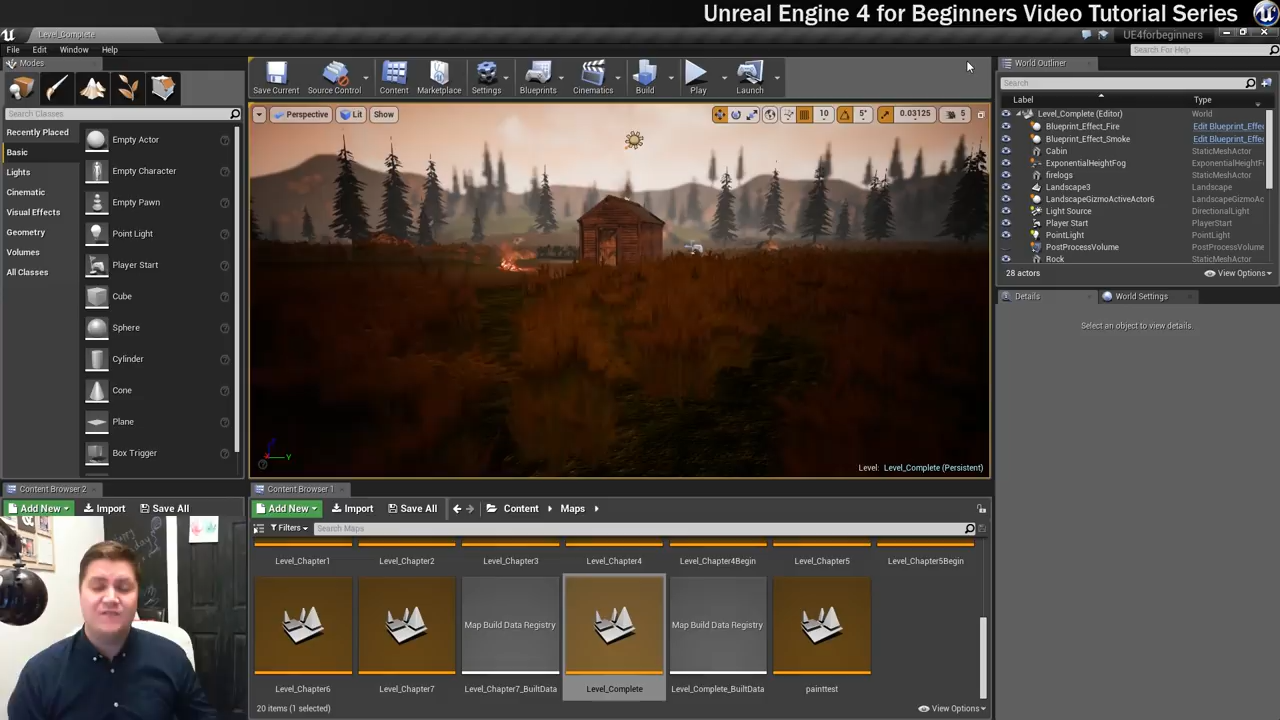 Unreal Engine 4 for Beginners Video Tutorial Series
Level_Complete
UE4forbeginners
File Edit Window Help
Search For Help
Modes
Search Classes
Recently Placed
Basic
Lights
Cinematic
Visual Effects
Geometry
Volumes
All Classes
Empty Actor
Empty Character
Empty Pawn
Point Light
Player Start
Cube
Sphere
Cylinder
Cone
Plane
Box Trigger
Save Current Source Control Content Marketplace Settings Blueprints Cinematics Build Play Launch
Perspective Lit Show 10 5° 0.03125 5
Y
Level: Level_Complete (Persistent)
World Outliner
Search
Label Type
Level_Complete (Editor) World
Blueprint_Effect_Fire Edit Blueprint_Effec
Blueprint_Effect_Smoke Edit Blueprint_Effec
Cabin StaticMeshActor
ExponentialHeightFog ExponentialHeightF
firelogs StaticMeshActor
Landscape3 Landscape
LandscapeGizmoActiveActor6 LandscapeGizmoAc
Light Source DirectionalLight
Player Start PlayerStart
PointLight PointLight
PostProcessVolume PostProcessVolume
Rock StaticMeshActor
28 actors View Options
Details World Settings
Select an object to view details.
Content Browser 2
Add New Import Save All
Content Browser 1
Add New Import Save All Content Maps
Filters Search Maps
Level_Chapter1 Level_Chapter2 Level_Chapter3 Level_Chapter4 Level_Chapter4Begin Level_Chapter5 Level_Chapter5Begin
Map Build Data Registry Map Build Data Registry
Level_Chapter6 Level_Chapter7 Level_Chapter7_BuiltData Level_Complete Level_Complete_BuiltData painttest
20 items (1 selected) View Options